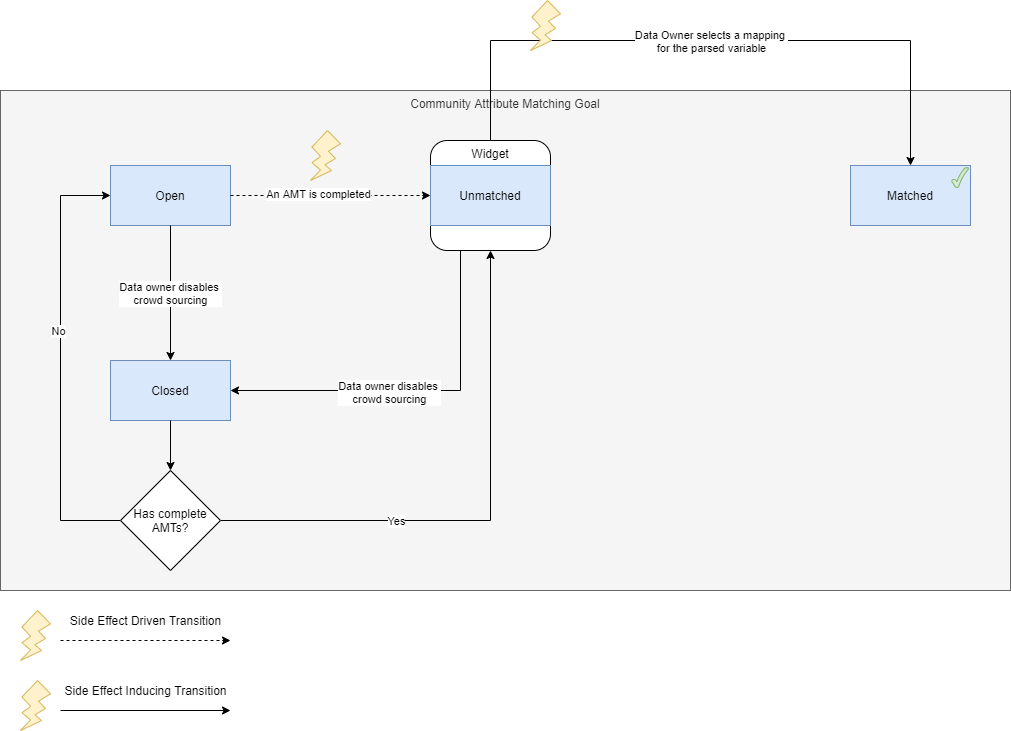 Data Owner selects a mapping
for the parsed variable
Community Attribute Matching Goal
Widget
Open
An AMT is completed
Unmatched
Matched
Data owner disables
crowd sourcing
No
Closed
Data owner disables
crowd sourcing
Has complete
AMTs?
Yes
Side Effect Driven Transition
Side Effect Inducing Transition